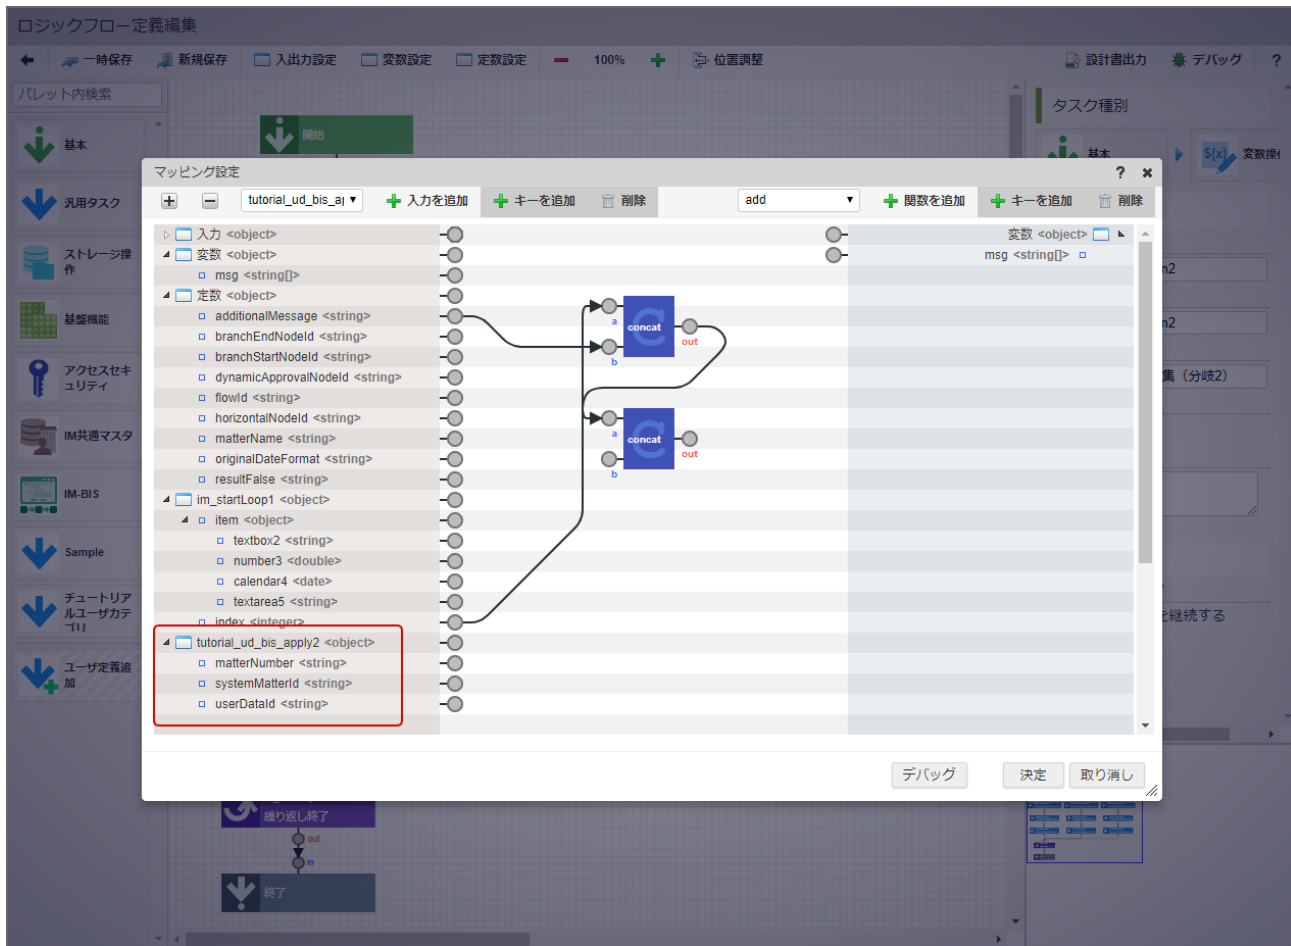 ロジックフロー定義編集
一時保存 新規保存 入出力設定 変数設定 定数設定 100% 位置調整 設計書出力 デバッグ ?
パレット内検索
基本
汎用タスク
ストレージ操
作
基盤機能
アクセスセキ
ュリティ
IM共通マスタ
IM-BIS
Sample
チュートリア
ルユーザカテ
ゴリ
ユーザ定義追
加
開始
タスク種別
基本 ${x} 変数操作
n2
n2
集（分岐2）
を継続する
マッピング設定 ?
tutorial_ud_bis_a 入力を追加 キーを追加 削除 add 関数を追加 キーを追加 削除
入力 <object>
変数 <object>
msg <string[]>
定数 <object>
additionalMessage <string>
branchEndNodeId <string>
branchStartNodeId <string>
dynamicApprovalNodeId <string>
flowId <string>
horizontalNodeId <string>
matterName <string>
originalDateFormat <string>
resultFalse <string>
im_startLoop1 <object>
item <object>
textbox2 <string>
number3 <double>
calendar4 <date>
textarea5 <string>
index <integer>
tutorial_ud_bis_apply2 <object>
matterNumber <string>
systemMatterId <string>
userDataId <string>
a
concat
out
b
a
concat
out
b
変数 <object>
msg <string[]>
デバッグ 決定 取り消し
繰り返し終了
out
in
終了